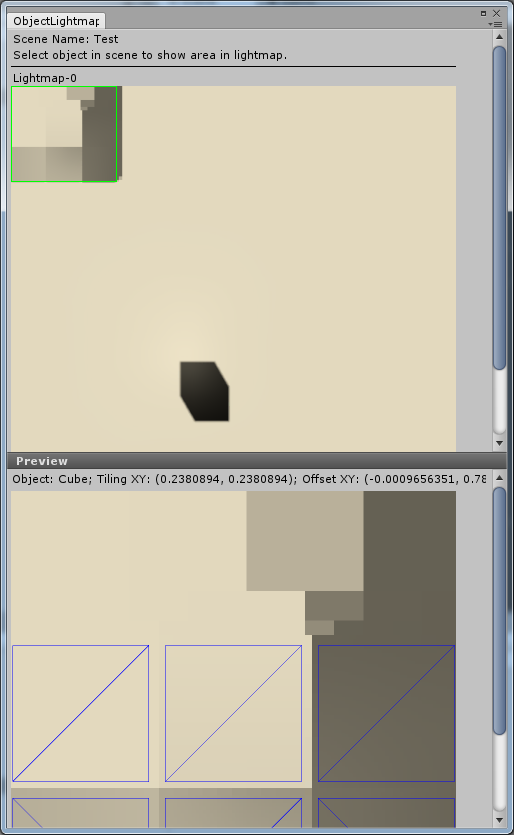 ObjectLightmap
Scene Name: Test
Select object in scene to show area in lightmap.
Lightmap-0
Preview
Object: Cube; Tiling XY: (0.2380894, 0.2380894); Offset XY: (-0.0009656351, 0.78